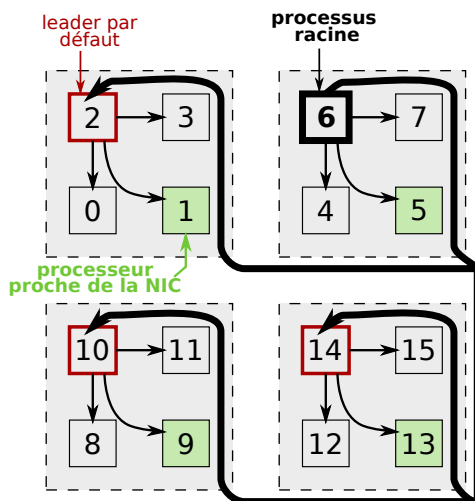 leader par
défaut
processus
racine
2 3
6 7
0 1
4 5
processeur
proche de la NIC
10 11
14 15
8 9
12 13